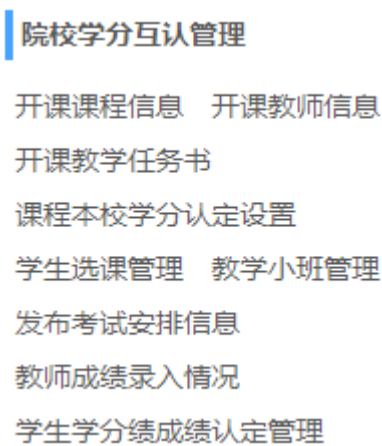 院校学分互认管理
开课课程信息 开课教师信息
开课教学任务书
课程本校学分认定设置
学生选课管理 教学小班管理
发布考试安排信息
教师成绩录入情况
学生学分绩成绩认定管理